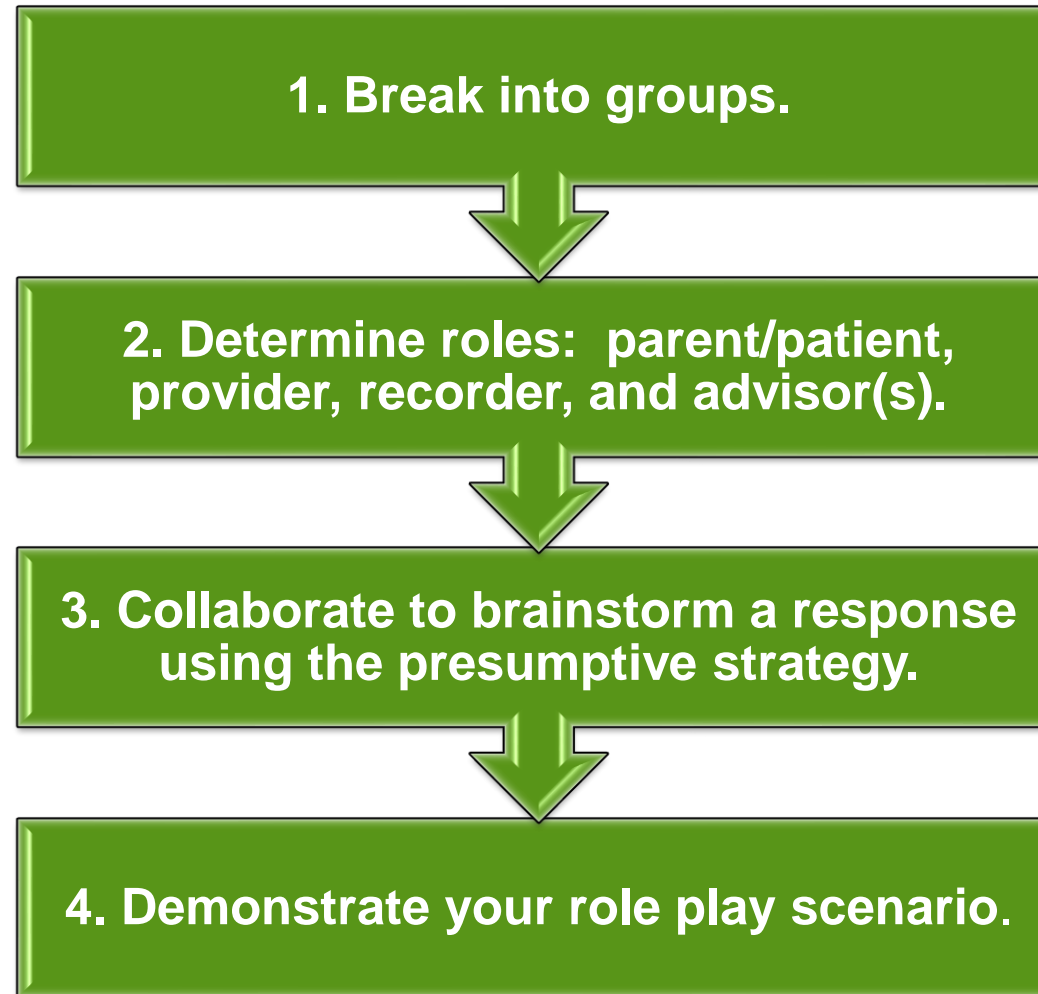 1. Break into groups.
2. Determine roles:  parent/patient,
provider, recorder, and advisor(s).
3. Collaborate to brainstorm a response
using the presumptive strategy.
4. Demonstrate your role play scenario.